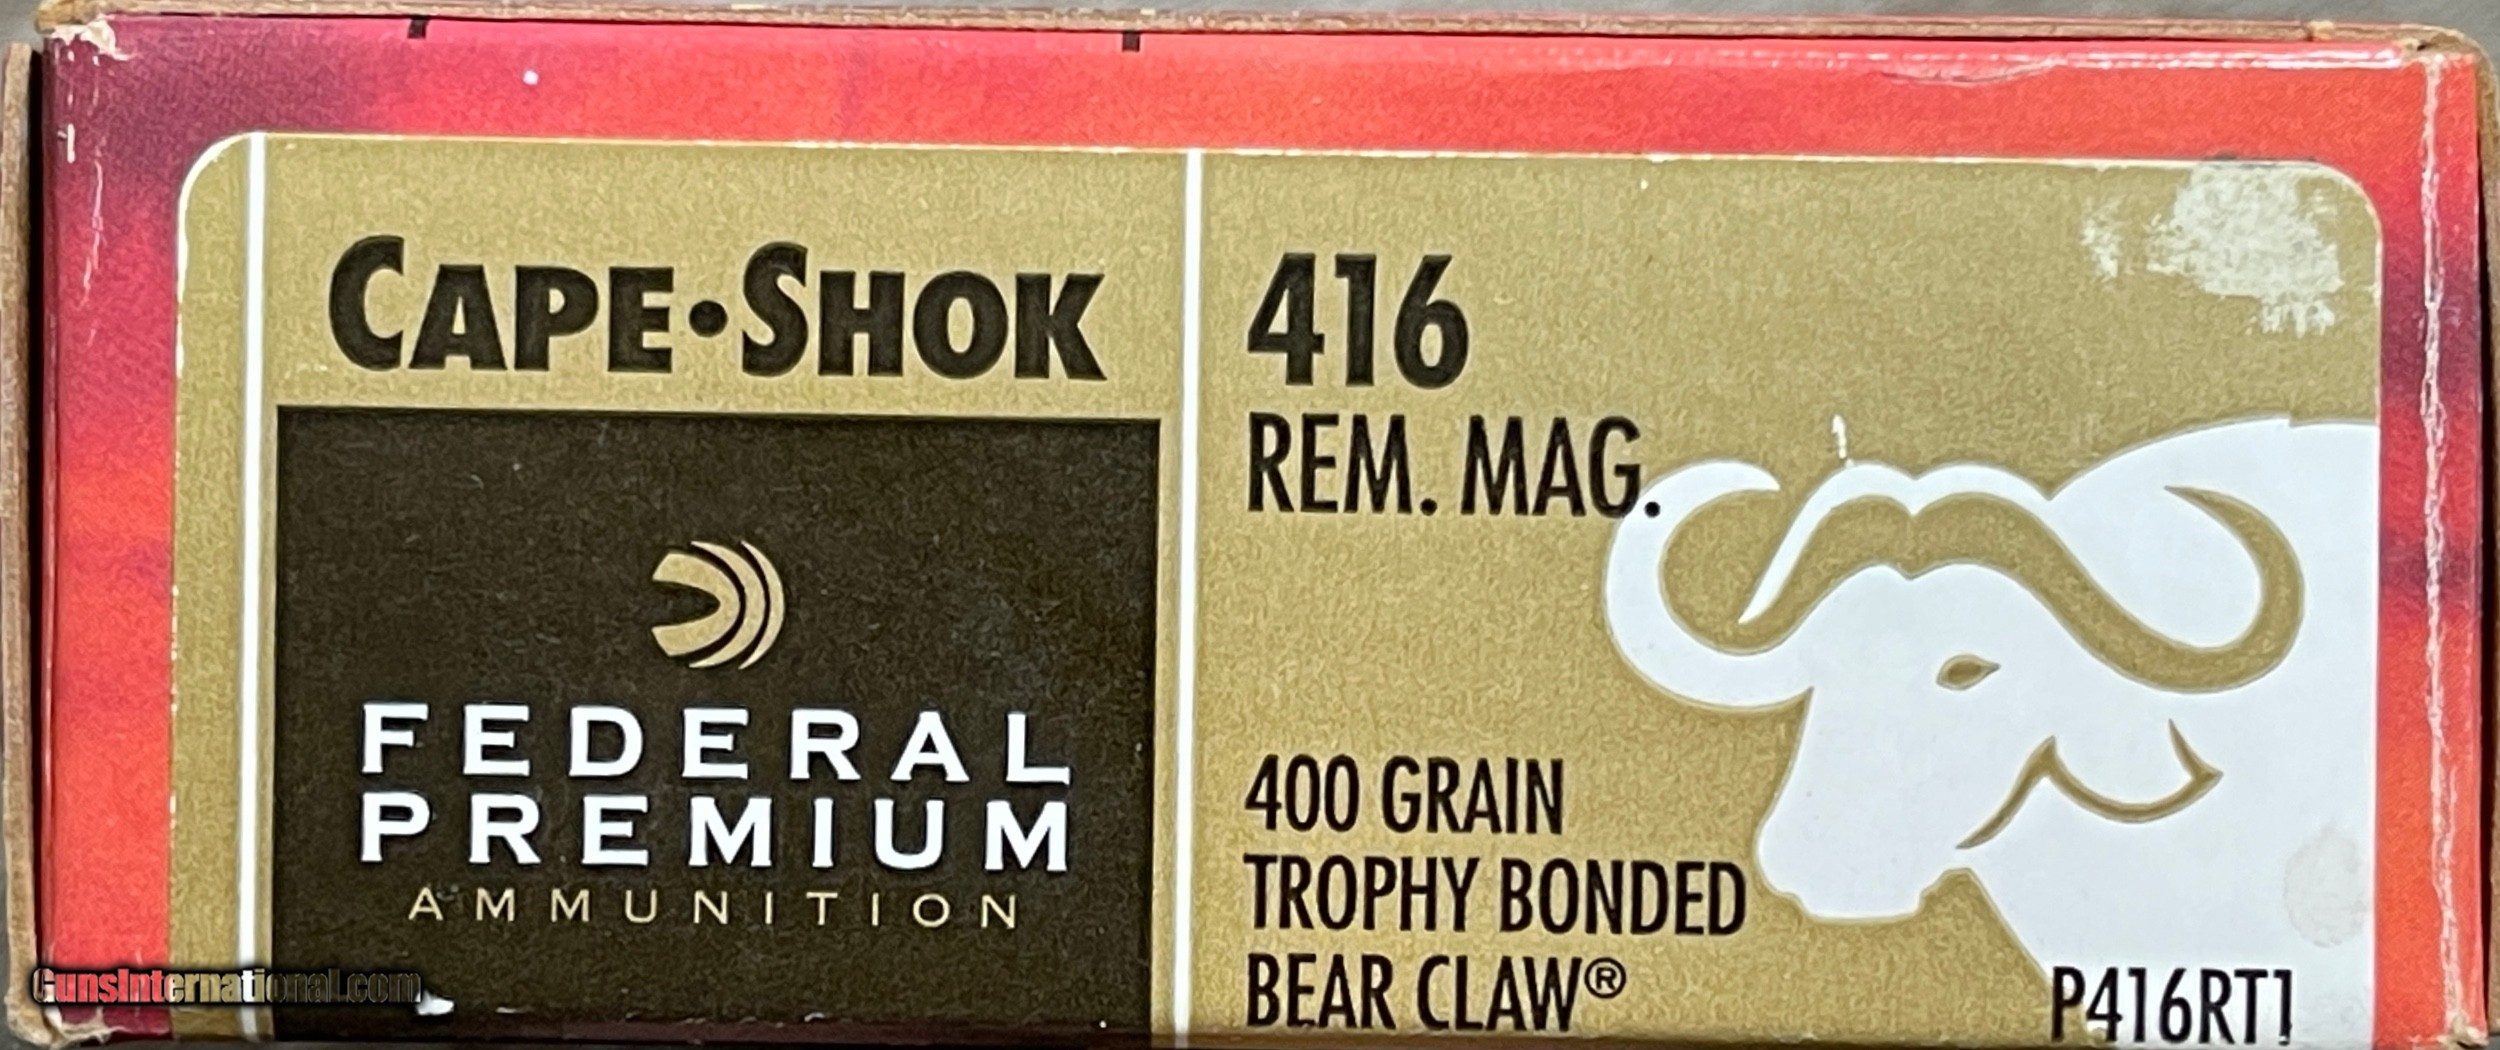 CAPE•SHOK
FEDERAL
PREMIUM
AMMUNITION
416
REM. MAG.
400 GRAIN
TROPHY BONDED
BEAR CLAW®
P416RT1
GunsInternational.com